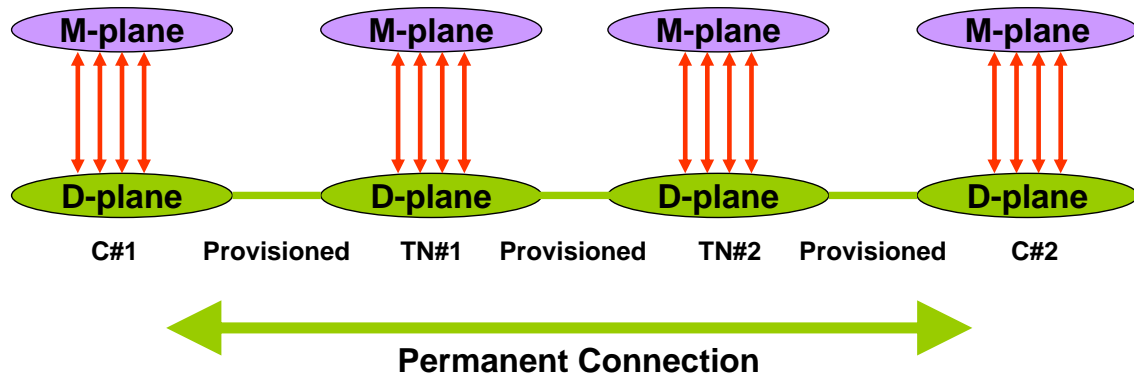 M-plane M-plane M-plane M-plane
D-plane D-plane D-plane D-plane
C#1 Provisioned TN#1 Provisioned TN#2 Provisioned C#2
Permanent Connection